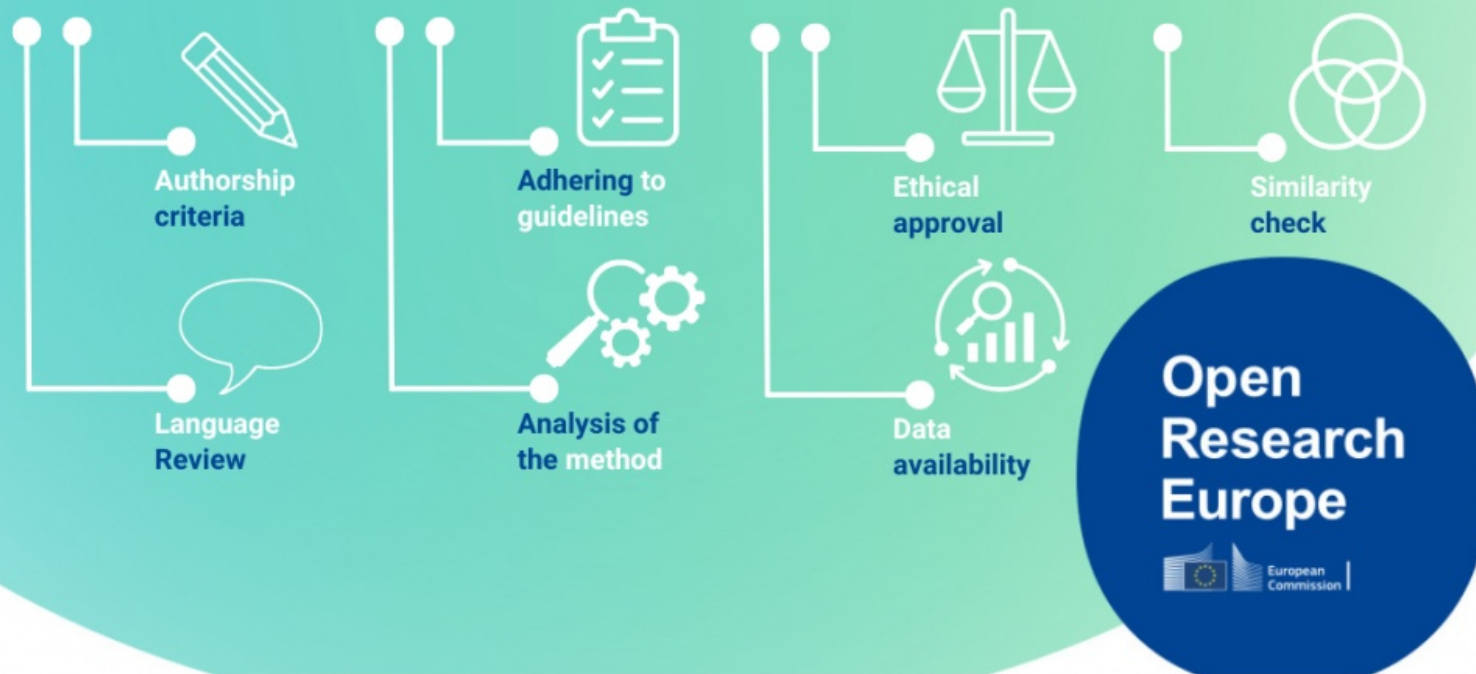 Authorship
criteria
Adhering to
guidelines
Ethical
approval
Similarity
check
Language
Review
Analysis of
the method
Data
availability
Open
Research
Europe
European
Commission